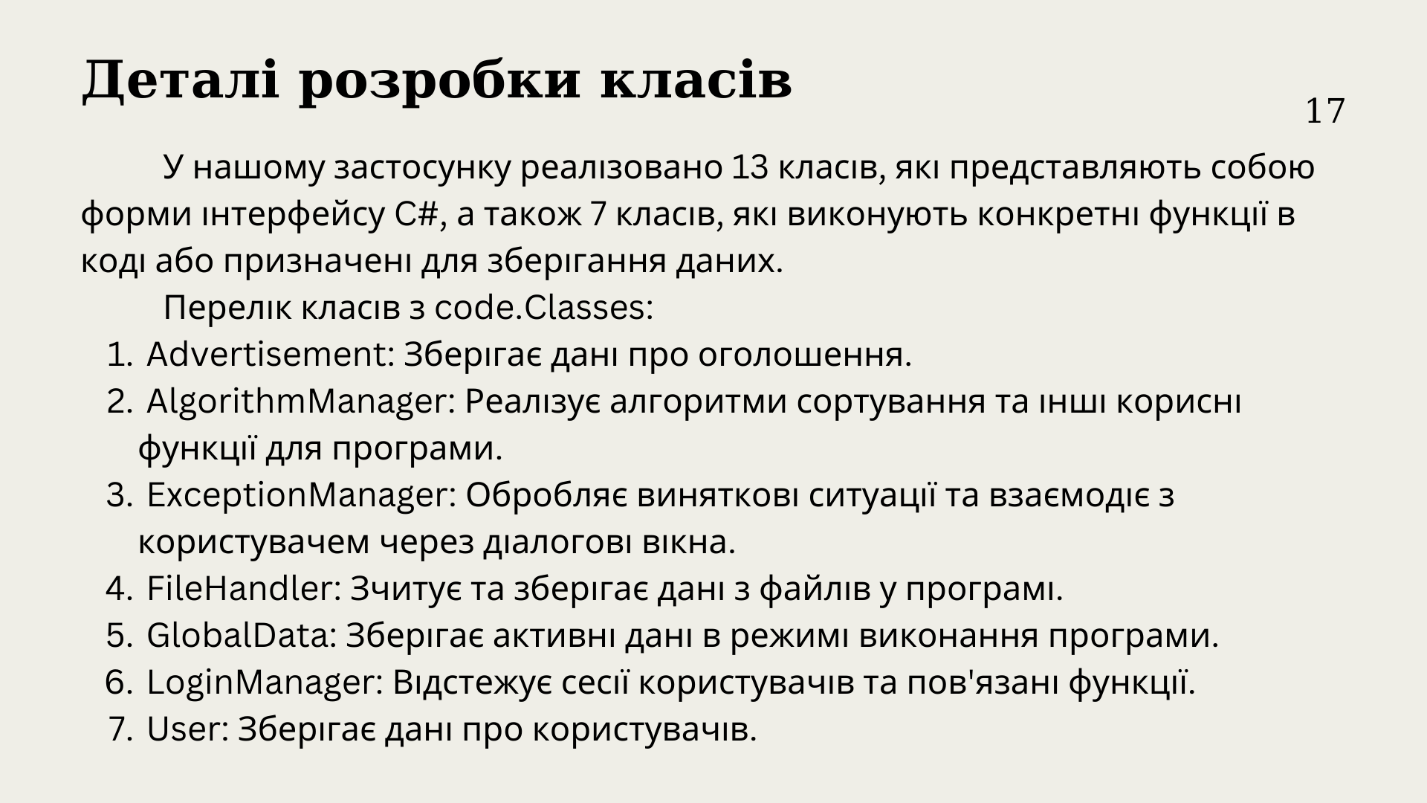 Деталі розробки класів
17
У нашому застосунку реалізовано 13 класів, які представляють собою
форми інтерфейсу C#, а також 7 класів, які виконують конкретні функції в
коді або призначені для зберігання даних.
Перелік класів з code.Classes:
1. Advertisement: Зберігає дані про оголошення.
2. AlgorithmManager: Реалізує алгоритми сортування та інші корисні
функції для програми.
3. ExceptionManager: Обробляє виняткові ситуації та взаємодіє з
користувачем через діалогові вікна.
4. FileHandler: Зчитує та зберігає дані з файлів у програмі.
5. GlobalData: Зберігає активні дані в режимі виконання програми.
6. LoginManager: Відстежує сесії користувачів та пов'язані функції.
7. User: Зберігає дані про користувачів.